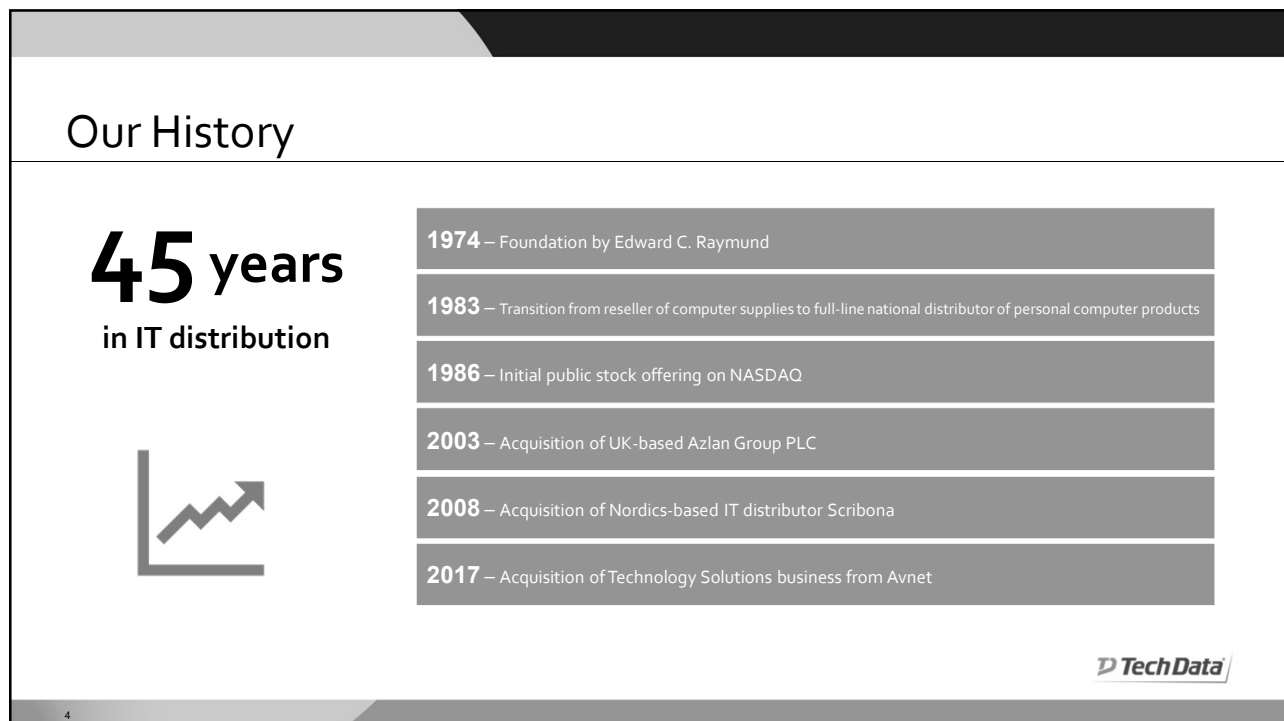 Our History
45 years
in IT distribution
1974 – Foundation by Edward C. Raymund
1983 – Transition from reseller of computer supplies to full-line national distributor of personal computer products
1986 – Initial public stock offering on NASDAQ
2003 – Acquisition of UK-based Azlan Group PLC
2008 – Acquisition of Nordics-based IT distributor Scribona
2017 – Acquisition of Technology Solutions business from Avnet
Tech Data
4